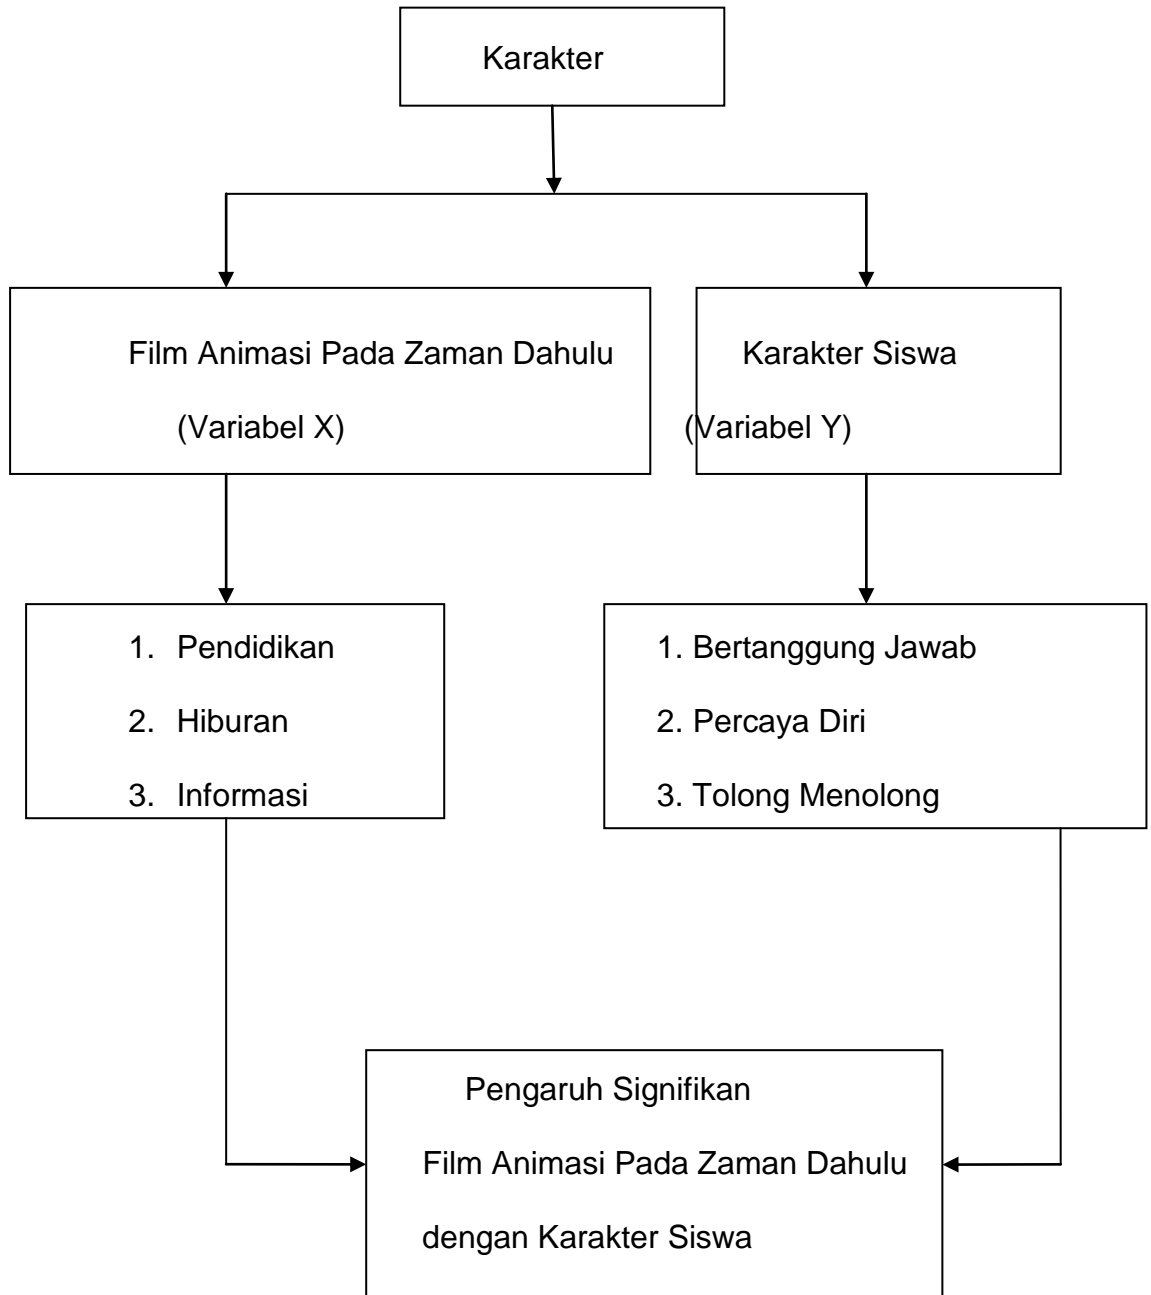 Karakter
Film Animasi Pada Zaman Dahulu
(Variabel X)
Karakter Siswa
(Variabel Y)
1. Pendidikan
2. Hiburan
3. Informasi
1. Bertanggung Jawab
2. Percaya Diri
3. Tolong Menolong
Pengaruh Signifikan
Film Animasi Pada Zaman Dahulu
dengan Karakter Siswa